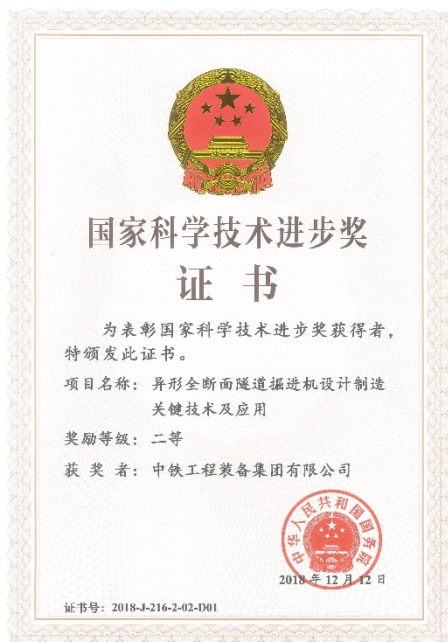 国家科学技术进步奖
证书
为表彰国家科学技术进步奖获得者，
特颁发此证书。
项目名称：异形全断面隧道掘进机设计制造
关键技术及应用
奖励等级：二等
获奖者：中铁工程装备集团有限公司
中华人民共和国国务院
2018年12月12日
证书号：2018-J-216-2-02-D01